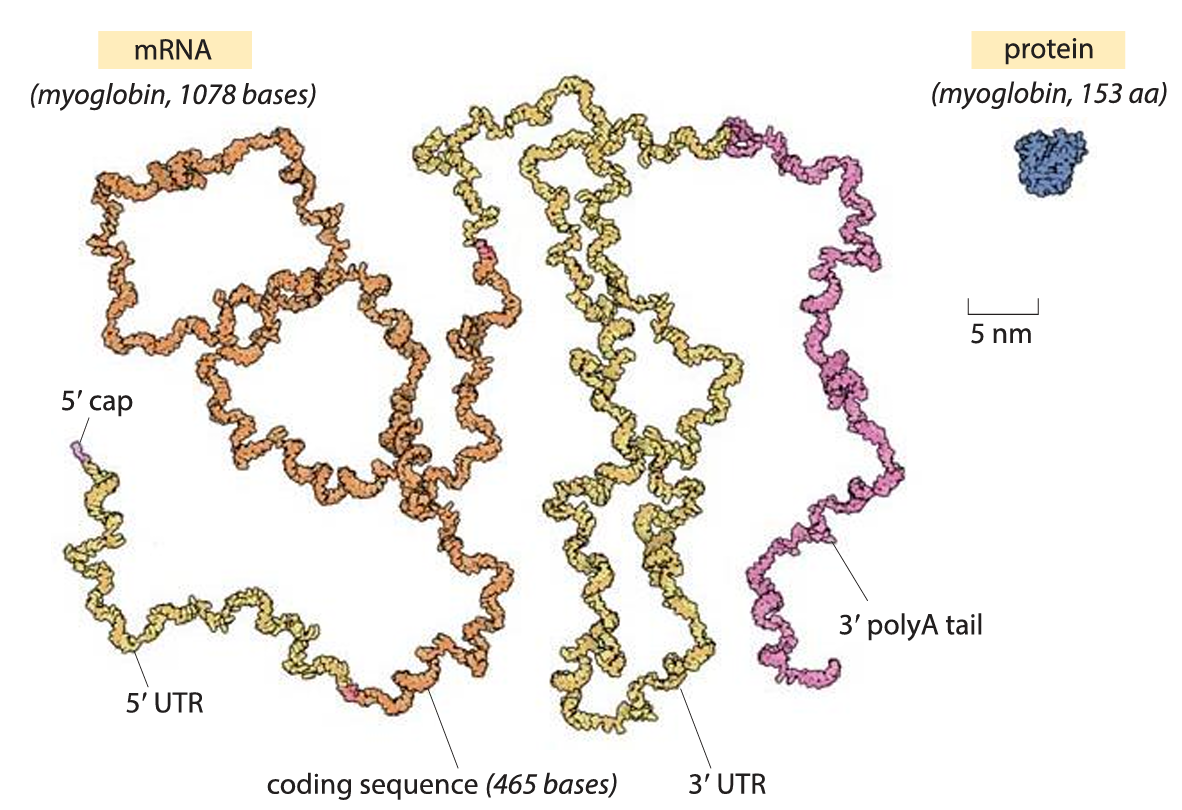 mRNA
(myoglobin, 1078 bases)
protein
(myoglobin, 153 aa)
5 nm
5′ cap
3′ polyA tail
5′ UTR
coding sequence (465 bases)
3′ UTR